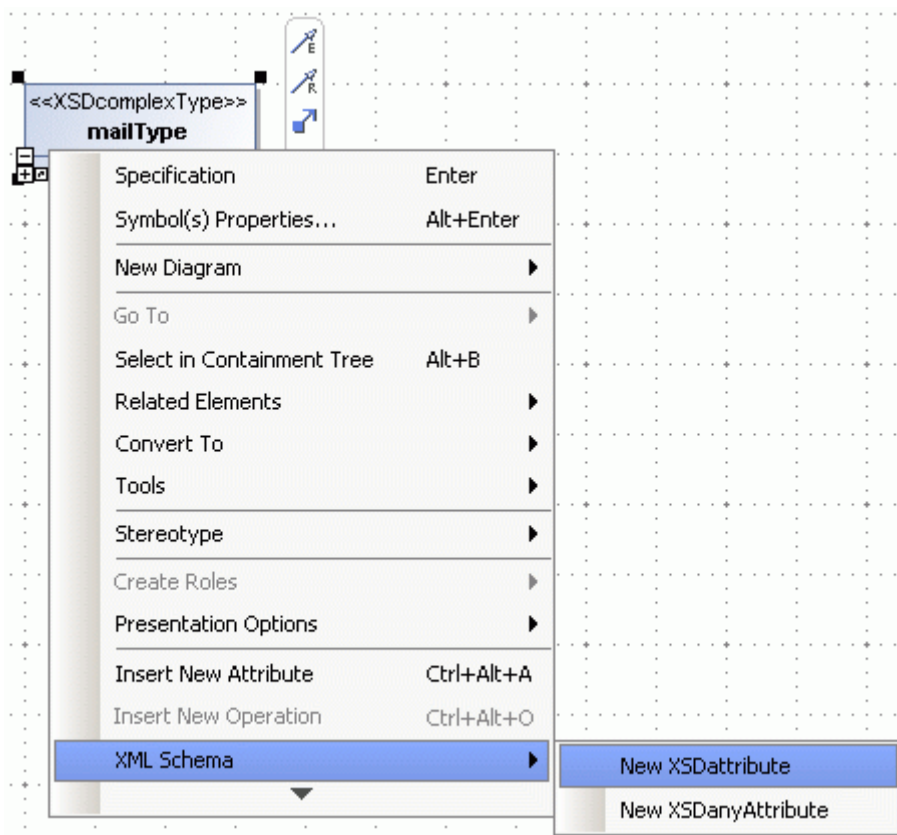 E
R
<<XSDcomplexType>>
mailType
Specification Enter
Symbol(s) Properties... Alt+Enter
New Diagram
Go To
Select in Containment Tree Alt+B
Related Elements
Convert To
Tools
Stereotype
Create Roles
Presentation Options
Insert New Attribute Ctrl+Alt+A
Insert New Operation Ctrl+Alt+O
XML Schema
New XSDattribute
New XSDanyAttribute